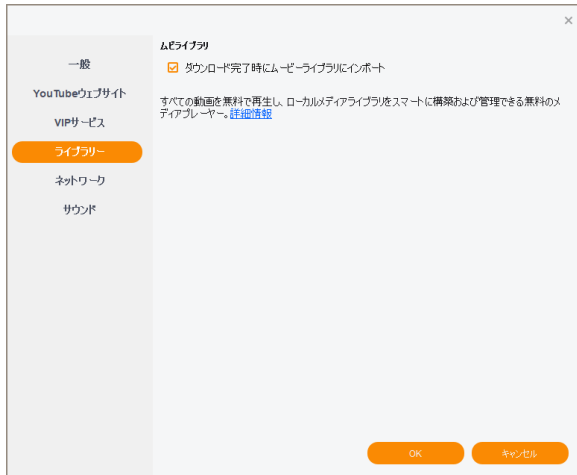 一般
YouTubeウェブサイト
VIPサービス
ライブラリー
ネットワーク
サウンド
ムビライブラリ
ダウンロード完了時にムービーライブラリにインポート
すべての動画を無料で再生し、ローカルメディアライブラリをスマートに構築および管理できる無料のメ
ディアプレーヤー。詳細情報
OK
キャンセル